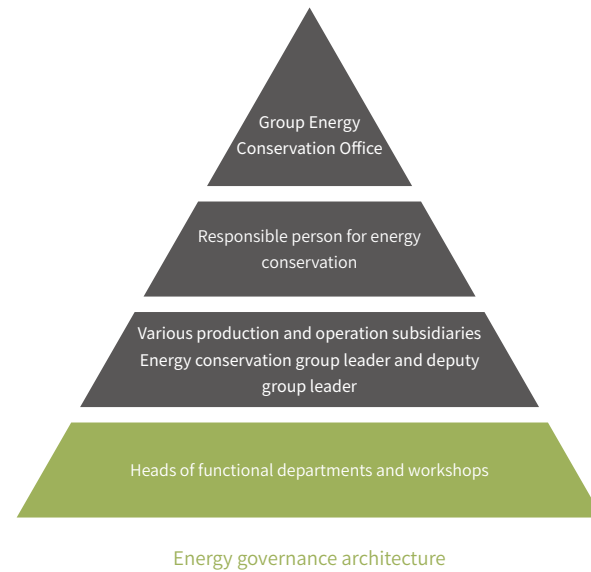 Group Energy
Conservation Office
Responsible person for energy
conservation
Various production and operation subsidiaries
Energy conservation group leader and deputy
group leader
Heads of functional departments and workshops
Energy governance architecture